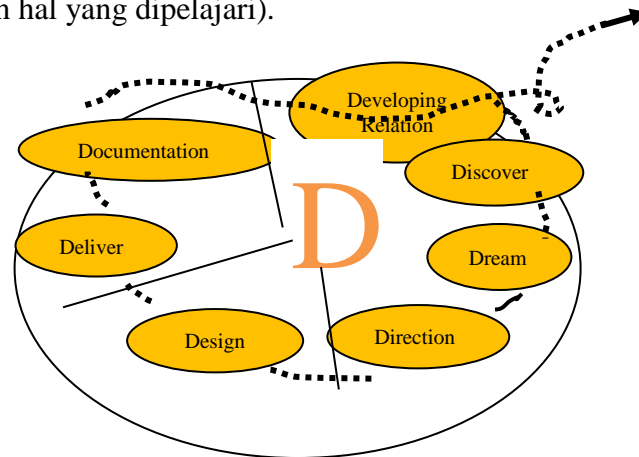 n hal yang dipelajari).
Developing
Relation
Documentation
Discover
D
Deliver
Dream
Design
Direction